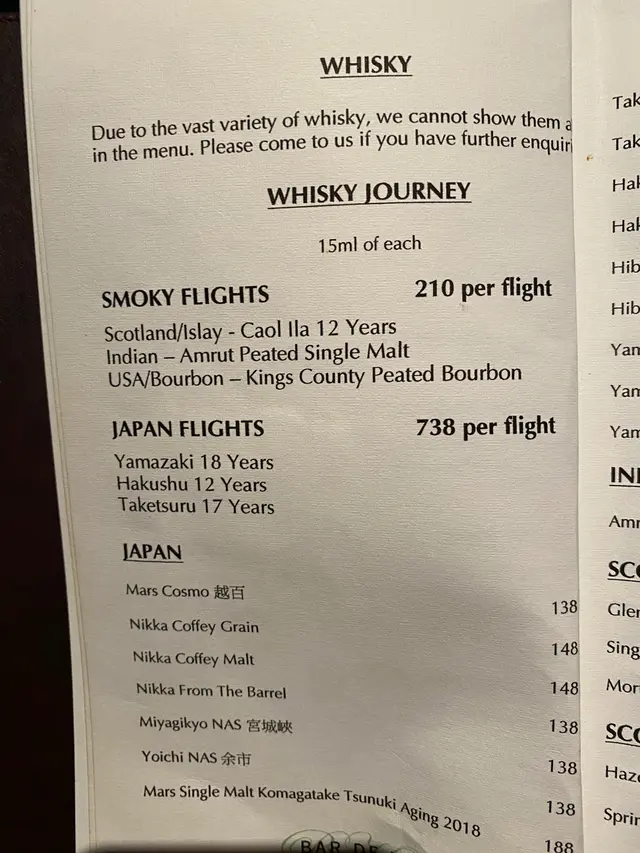 WHISKY
Due to the vast variety of whisky, we cannot show them
in the menu. Please come to us if you have further
WHISKY JOURNEY
15ml of each
SMOKY FLIGHTS 210 per flight
Scotland/Islay - Caol Ila 12 Years
Indian – Amrut Peated Single Malt
USA/Bourbon – Kings County Peated Bourbon
JAPAN FLIGHTS 738 per flight
Yamazaki 18 Years
Hakushu 12 Years
Taketsuru 17 Years
JAPAN
Mars Cosmo 越百 138
Nikka Coffey Grain 148
Nikka Coffey Malt 148
Nikka From The Barrel 138
Miyagikyo NAS 宮城峽 138
Yoichi NAS 余市 138
Mars Single Malt Komagatake Tsunuki Aging 2018 188
BAR DE